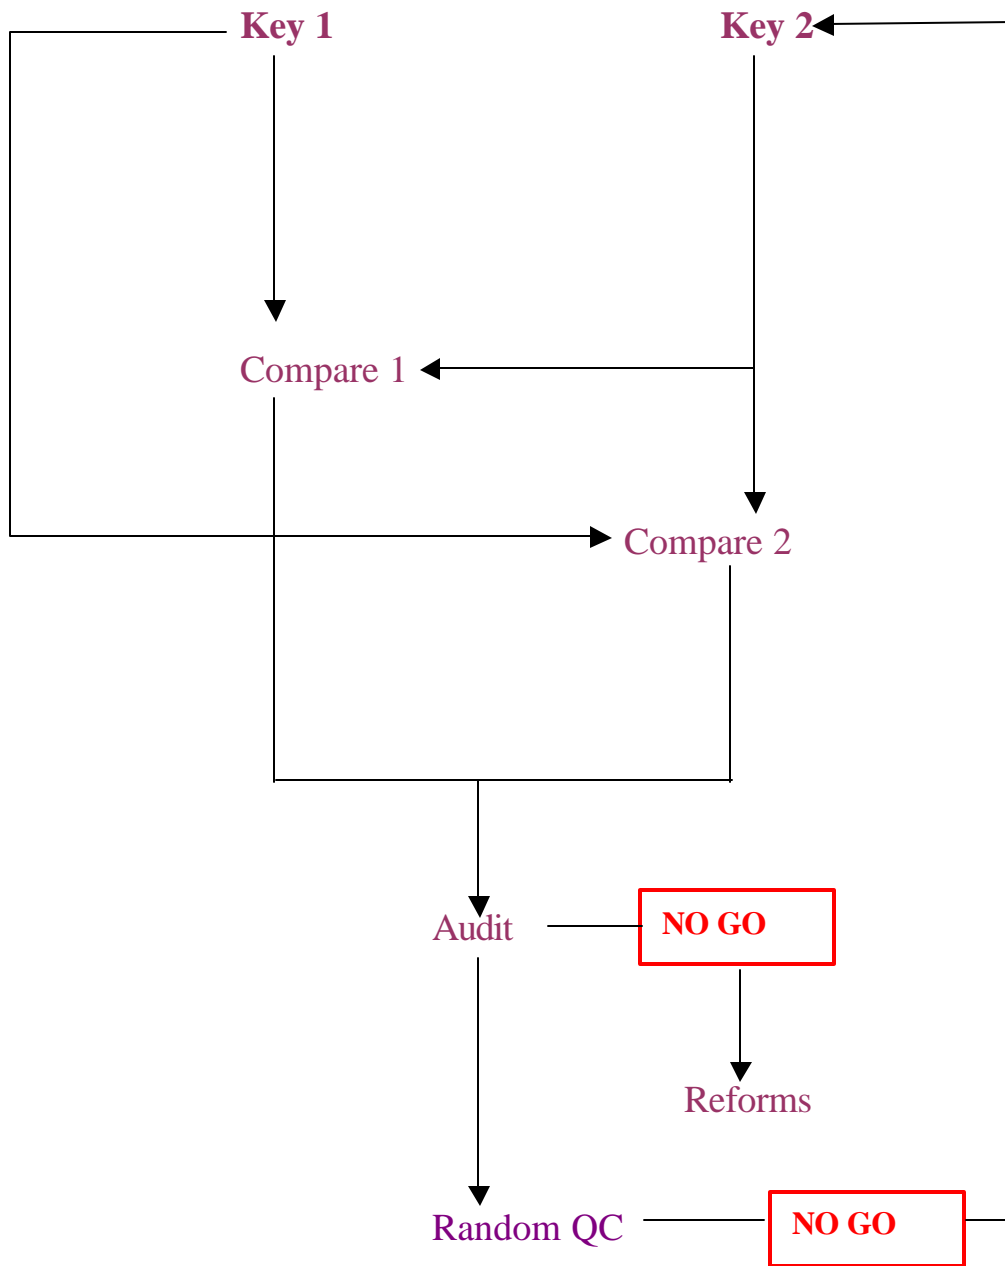 Key 1
Key 2
Compare 1
Compare 2
Audit
NO GO
Reforms
Random QC
NO GO